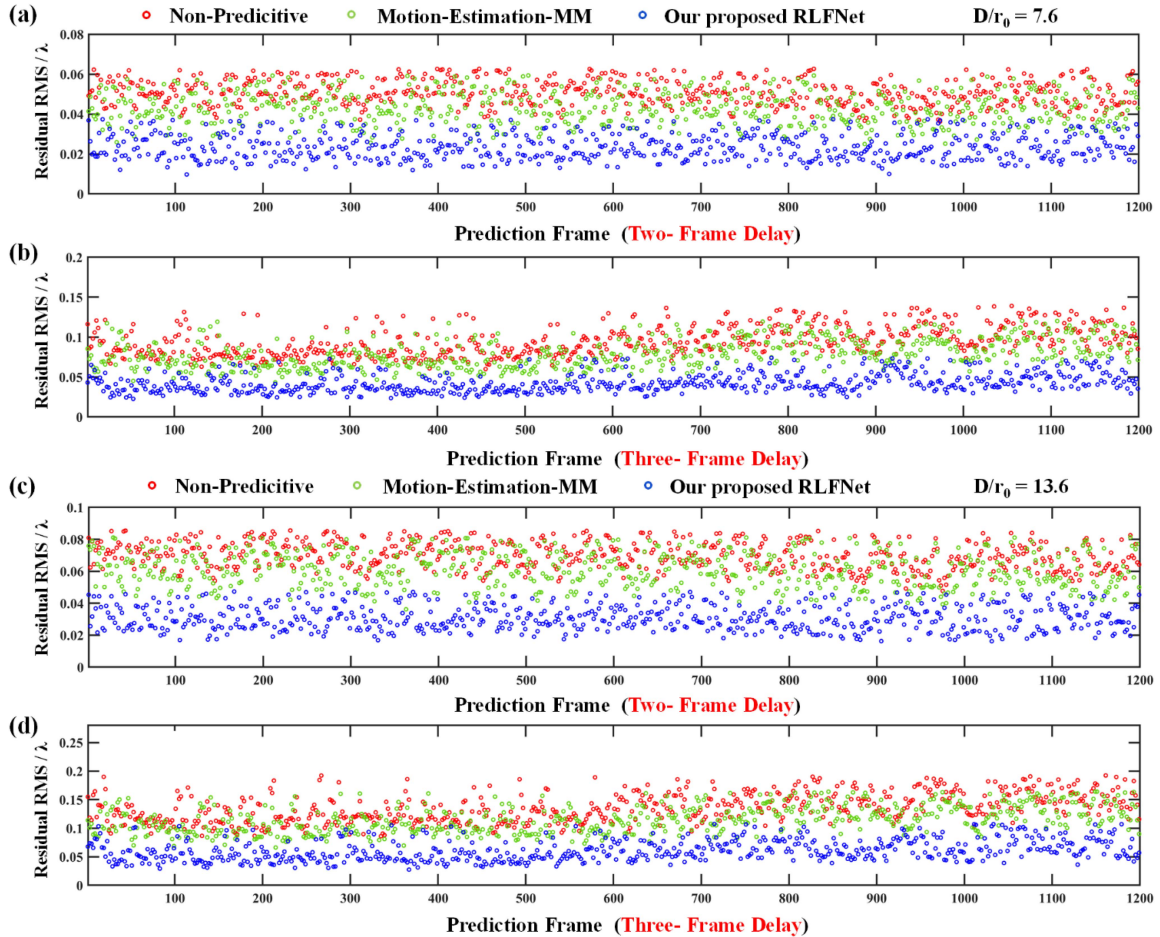 (a) Non-Predicitive Motion-Estimation-MM Our proposed RLFNet D/r0 = 7.6
Residual RMS / λ
0.08
0.06
0.04
0.02
0
100 200 300 400 500 600 700 800 900 1000 1100 1200
Prediction Frame (Two- Frame Delay)
(b)
Residual RMS / λ
0.2
0.15
0.1
0.05
0
100 200 300 400 500 600 700 800 900 1000 1100 1200
Prediction Frame (Three- Frame Delay)
(c) Non-Predicitive Motion-Estimation-MM Our proposed RLFNet D/r0 = 13.6
Residual RMS / λ
0.1
0.08
0.06
0.04
0.02
0
100 200 300 400 500 600 700 800 900 1000 1100 1200
Prediction Frame (Two- Frame Delay)
(d)
Residual RMS / λ
0.25
0.2
0.15
0.1
0.05
0
100 200 300 400 500 600 700 800 900 1000 1100 1200
Prediction Frame (Three- Frame Delay)